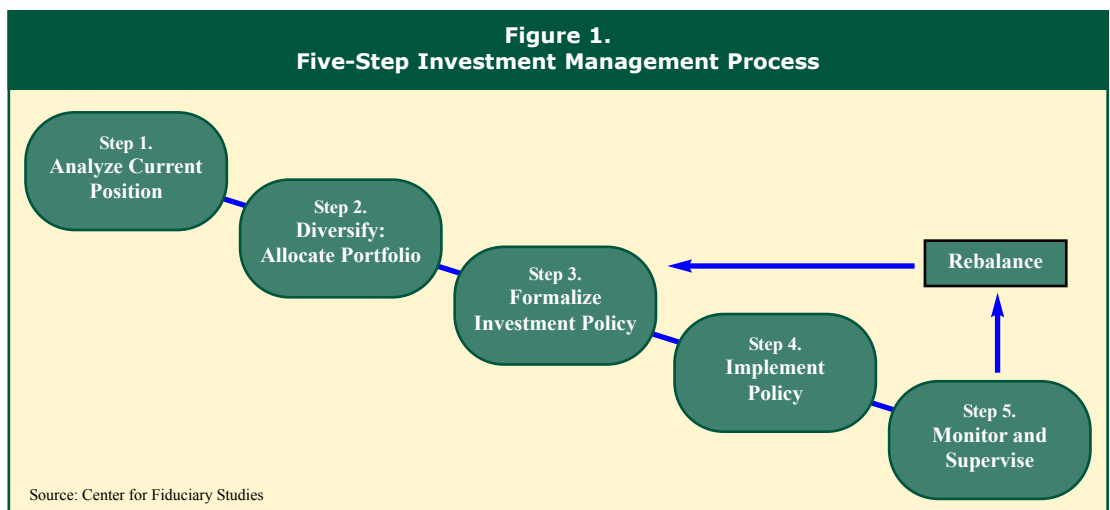 Figure 1.
Five-Step Investment Management Process
Step 1.
Analyze Current
Position
Step 2.
Diversify:
Allocate Portfolio
Step 3.
Formalize
Investment Policy
Rebalance
Step 4.
Implement
Policy
Step 5.
Monitor and
Supervise
Source: Center for Fiduciary Studies